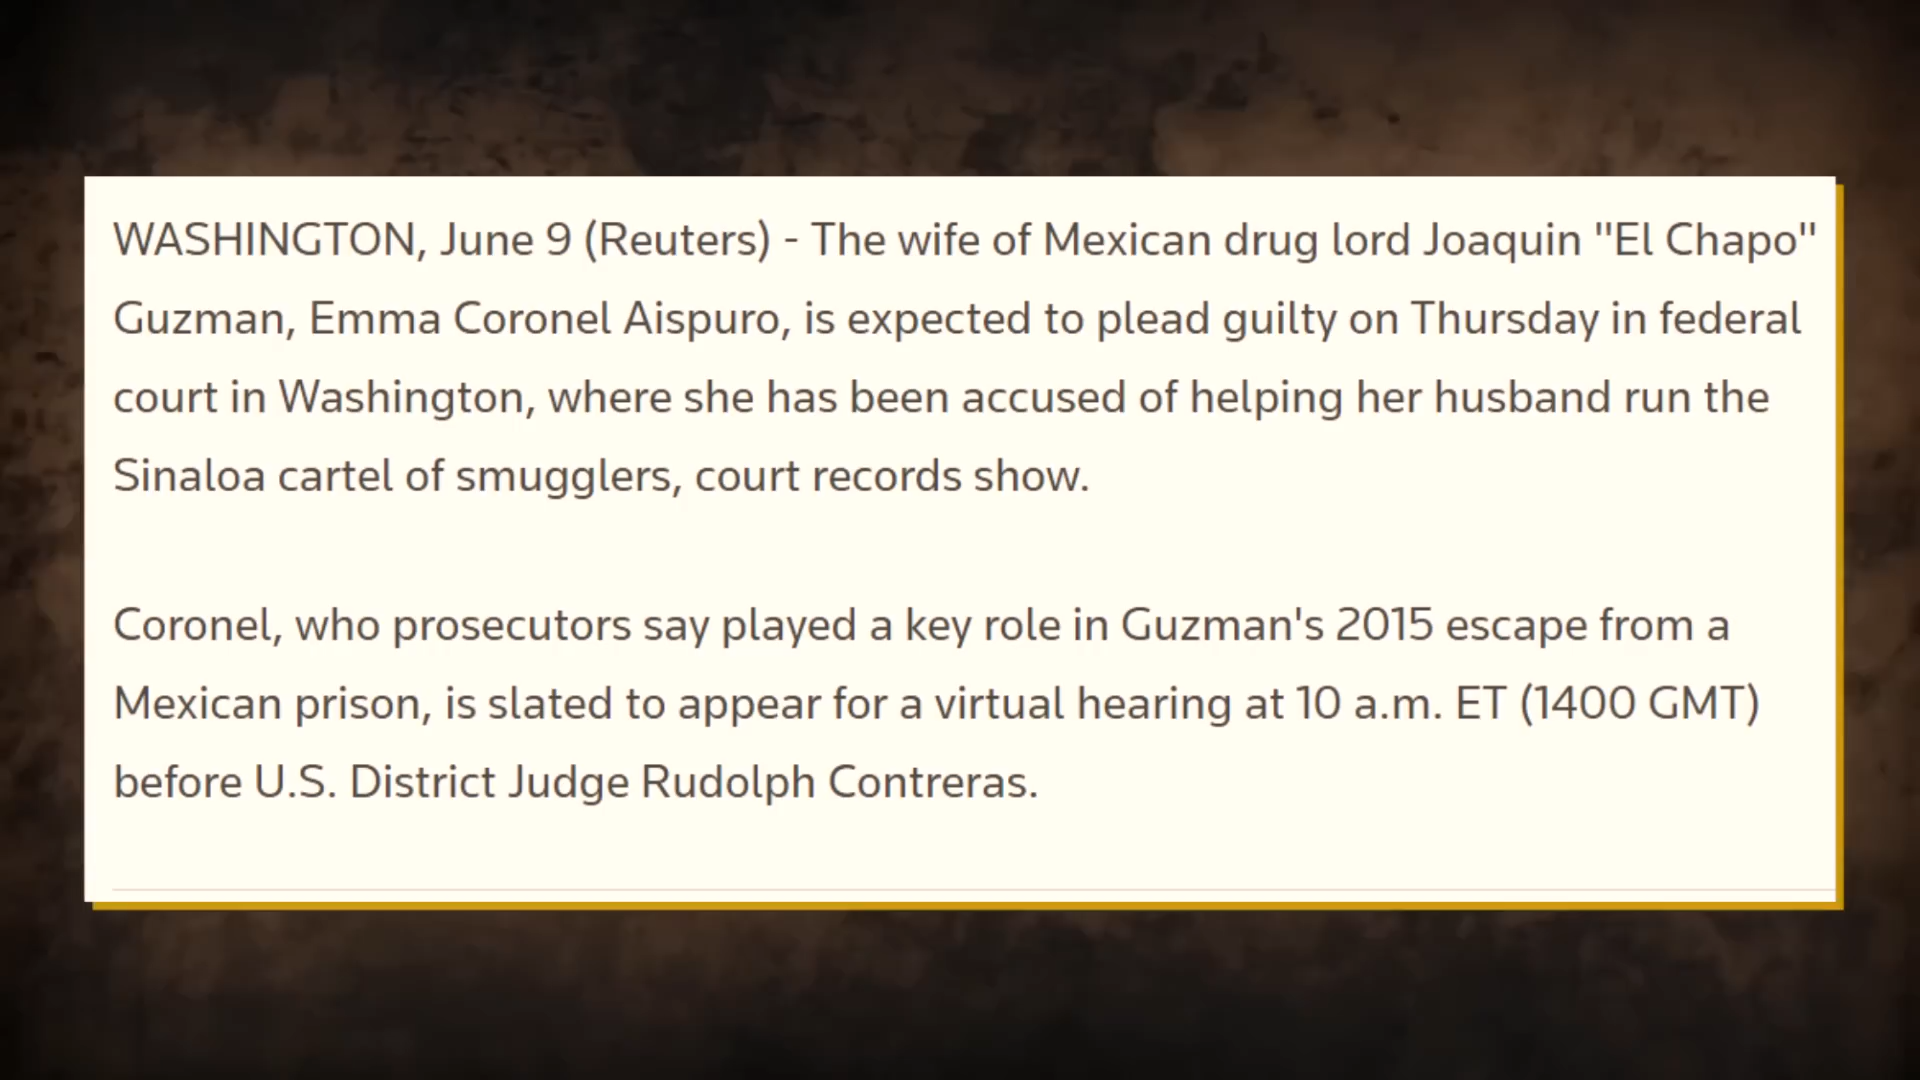 WASHINGTON, June 9 (Reuters) - The wife of Mexican drug lord Joaquin "El Chapo"
Guzman, Emma Coronel Aispuro, is expected to plead guilty on Thursday in federal
court in Washington, where she has been accused of helping her husband run the
Sinaloa cartel of smugglers, court records show.
Coronel, who prosecutors say played a key role in Guzman's 2015 escape from a
Mexican prison, is slated to appear for a virtual hearing at 10 a.m. ET (1400 GMT)
before U.S. District Judge Rudolph Contreras.